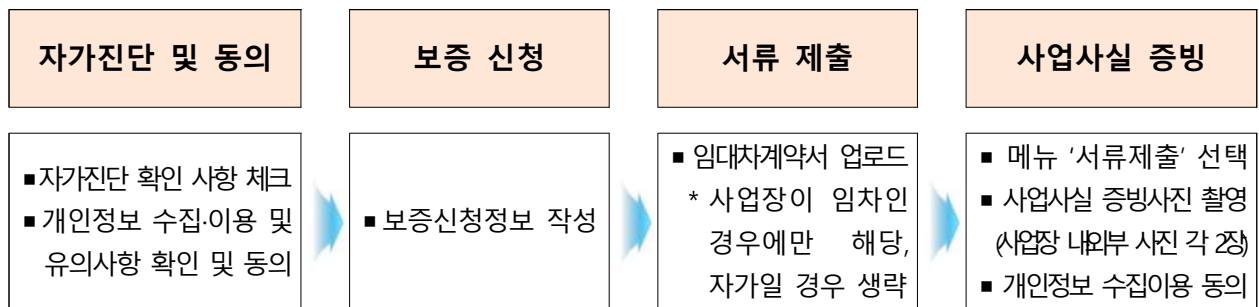 자가진단 및 동의
보증 신청
서류 제출
사업사실 증빙
▪자가진단 확인 사항 체크
▪개인정보 수집·이용 및
유의사항 확인 및 동의
▪보증신청정보 작성
▪임대차계약서 업로드
* 사업장이 임차인
경우에만 해당,
자가일 경우 생략
▪ 메뉴 '서류제출' 선택
▪ 사업사실 증빙사진 촬영
(사업장 내외부 사진 각 2장)
▪ 개인정보 수집이용 동의